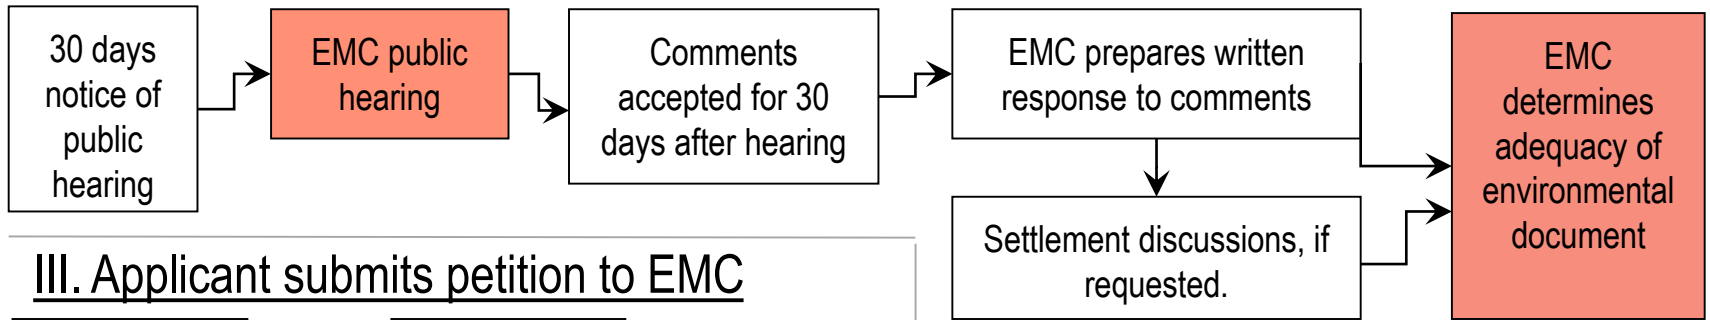 30 days
notice of
public
hearing
EMC public
hearing
Comments
accepted for 30
days after hearing
EMC prepares written
response to comments
Settlement discussions, if
requested.
EMC
determines
adequacy of
environmental
document
III. Applicant submits petition to EMC